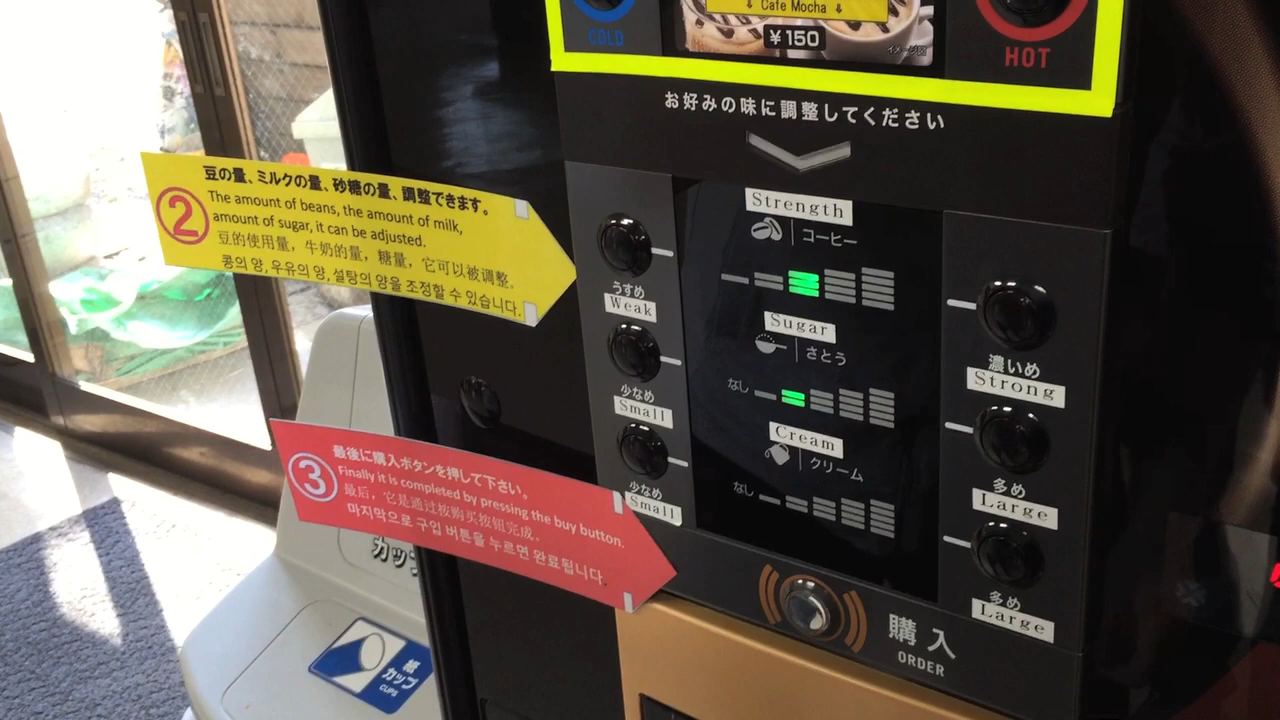 COLD
↓ Cafe Mocha ↓
¥150
イメージ図
HOT
お好みの味に調整してください
②
豆の量、ミルクの量、砂糖の量、調整できます。
The amount of beans, the amount of milk,
amount of sugar, it can be adjusted.
豆的使用量，牛奶的量，糖量，它可以被调整。
콩의 양, 우유의 양, 설탕의 양을 조정할 수 있습니다.
Strength
コーヒー
うすめ
Weak
濃いめ
Strong
Sugar
さとう
なし
少なめ
Small
多め
Large
Cream
クリーム
なし
少なめ
Small
多め
Large
③
最後に購入ボタンを押して下さい。
Finally it is completed by pressing the buy button.
最后，它是通过按购买按钮完成。
마지막으로 구입 버튼을 누르면 완료됩니다.
購入
ORDER
カップ
紙
カップ
CUPS